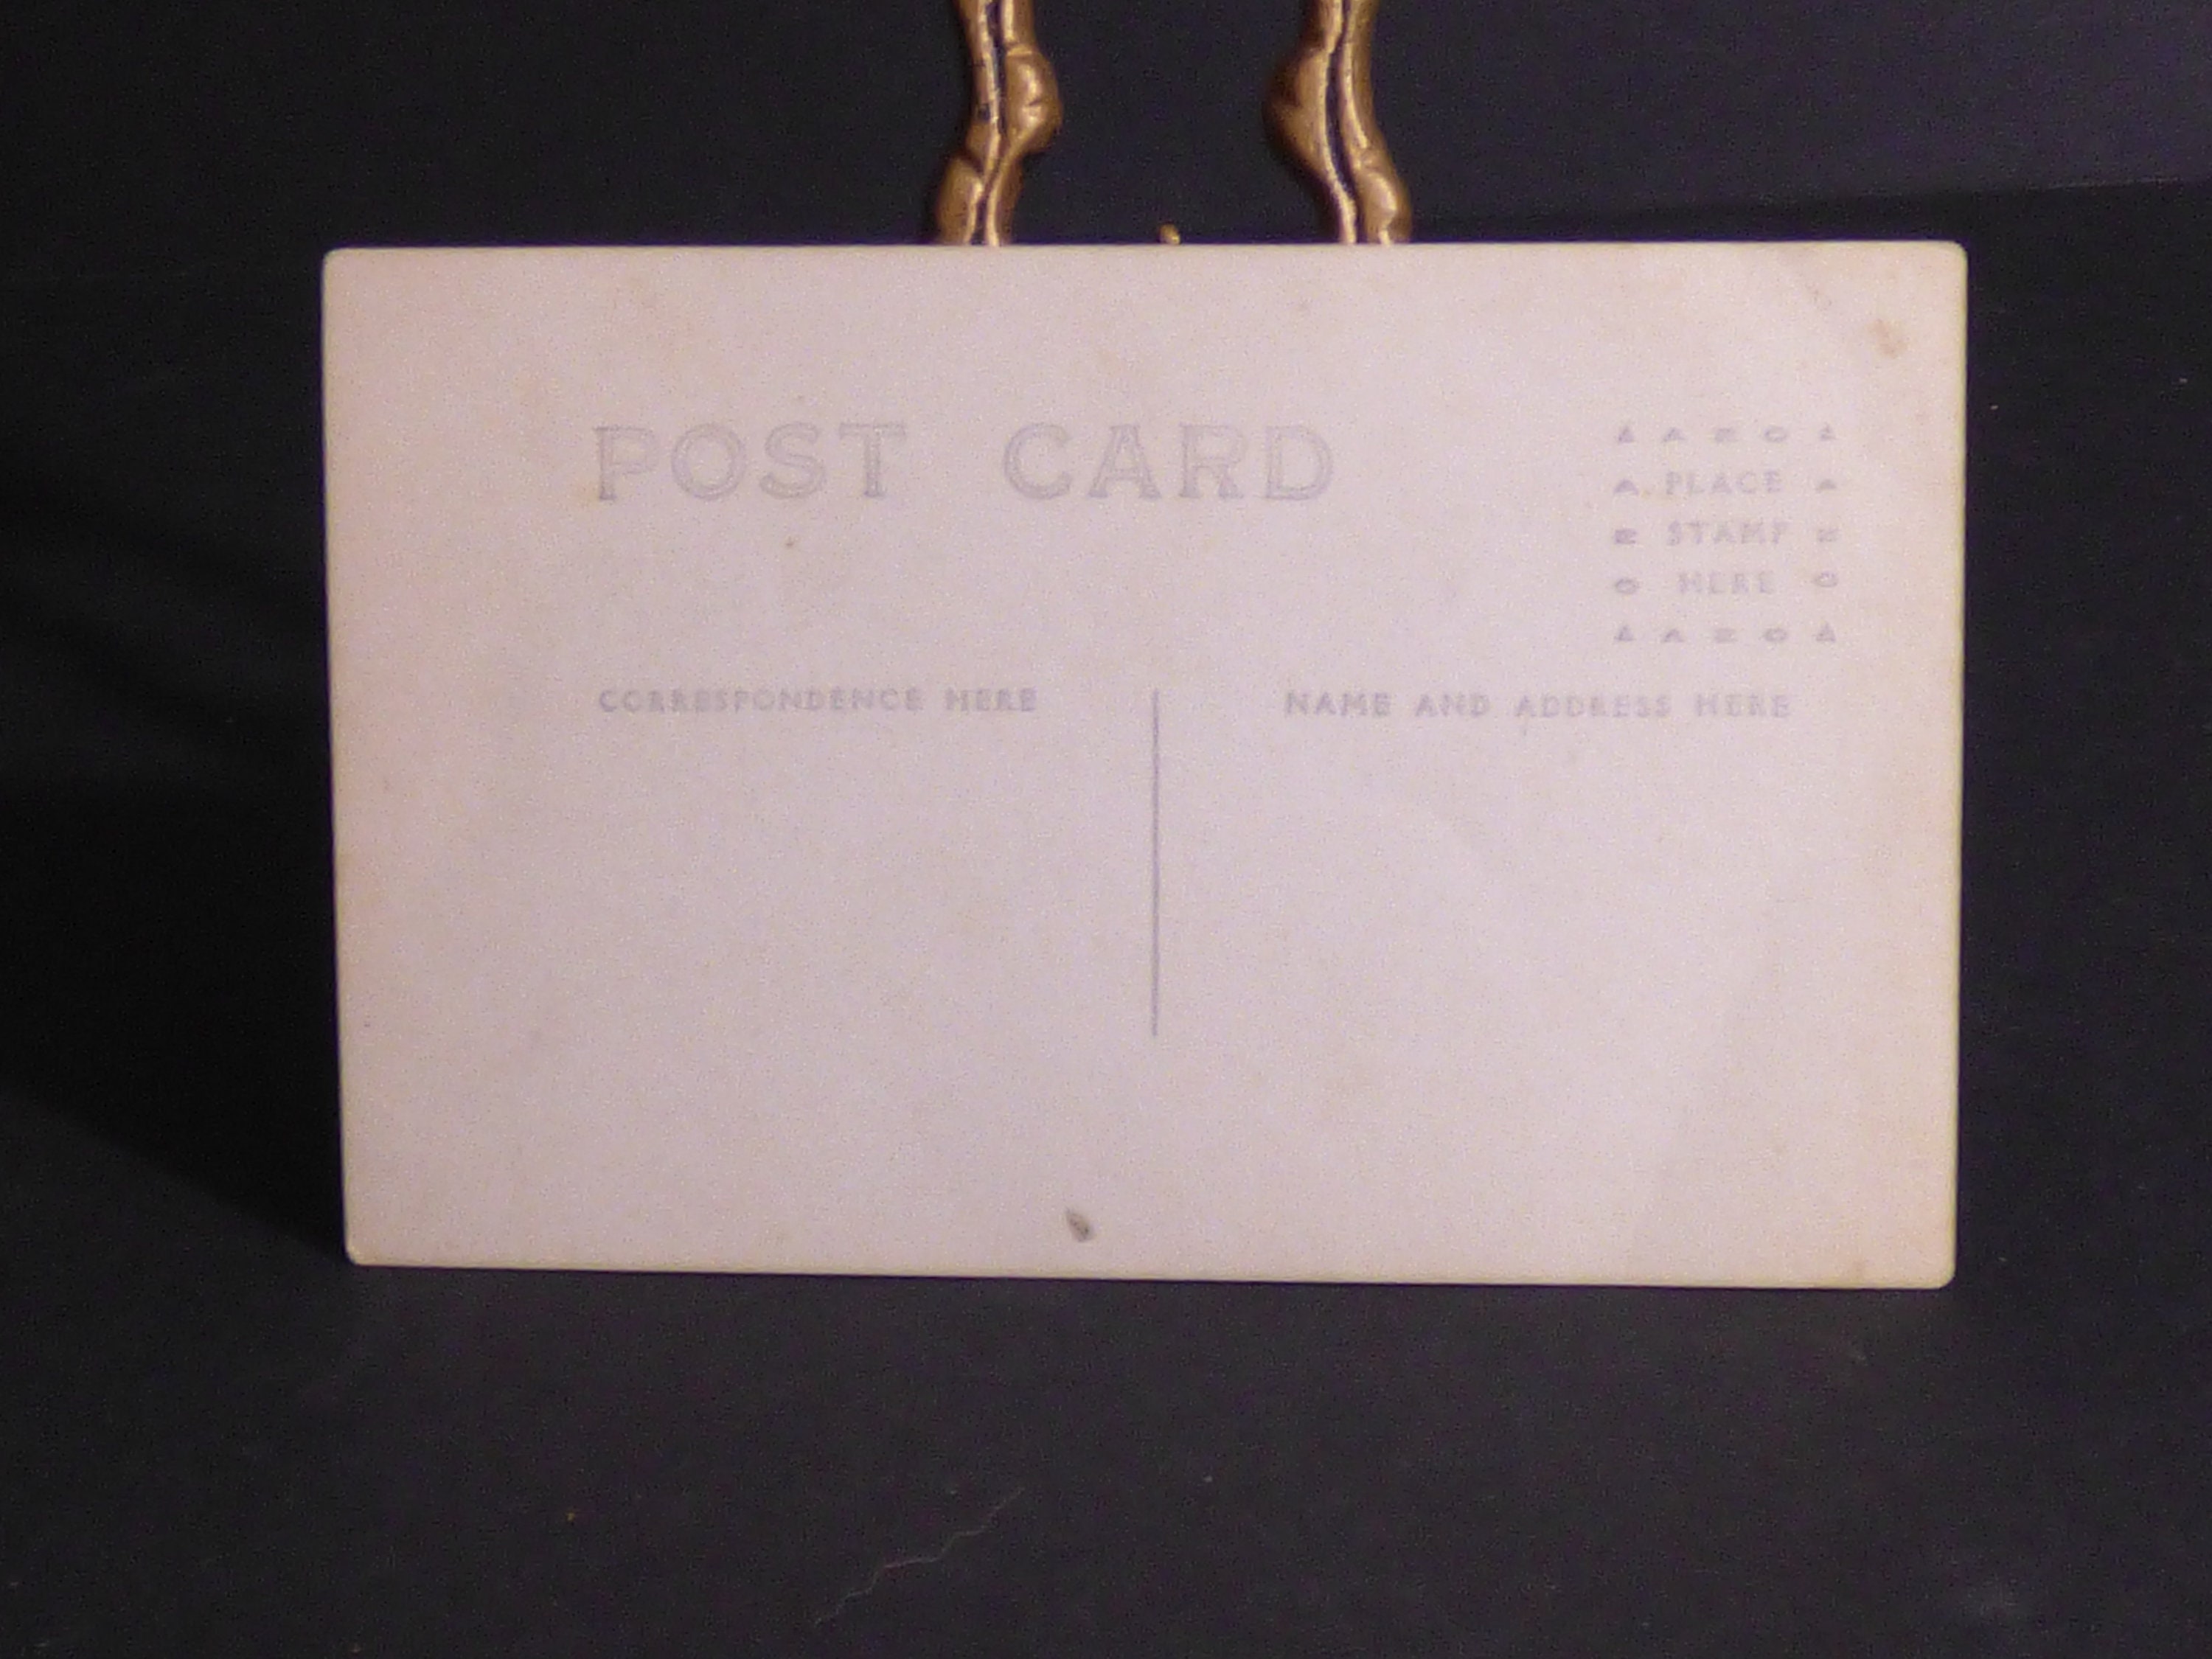 POST CARD
▲ A Z O ▲
A PLACE A
Z STAMP Z
O HERE O
▲ A Z O ▲
CORRESPONDENCE HERE
NAME AND ADDRESS HERE